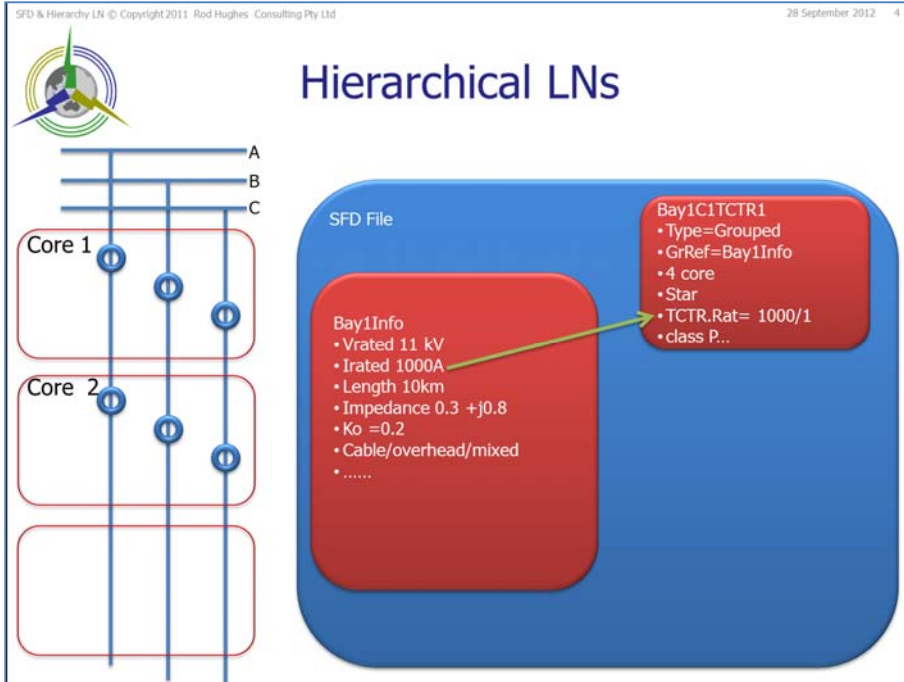 SFD & Hierarchy LN © Copyright 2011 Rod Hughes Consulting Pty Ltd
28 September 2012 4
Hierarchical LNs
A
B
C
Core 1
Core 2
SFD File
Bay1Info
•Vrated 11 kV
•Irated 1000A
•Length 10km
•Impedance 0.3 +j0.8
•Ko =0.2
•Cable/overhead/mixed
•......
Bay1C1TCTR1
•Type=Grouped
•GrRef=Bay1Info
•4 core
•Star
•TCTR.Rat= 1000/1
•class P...